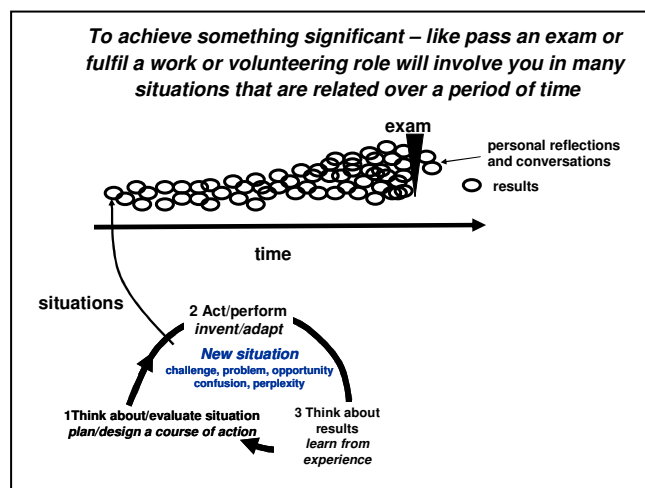 To achieve something significant – like pass an exam or
fulfil a work or volunteering role will involve you in many
situations that are related over a period of time
exam
personal reflections
and conversations
results
time
situations
2 Act/perform
invent/adapt
New situation
challenge, problem, opportunity
confusion, perplexity
1Think about/evaluate situation
plan/design a course of action
3 Think about
results
learn from
experience